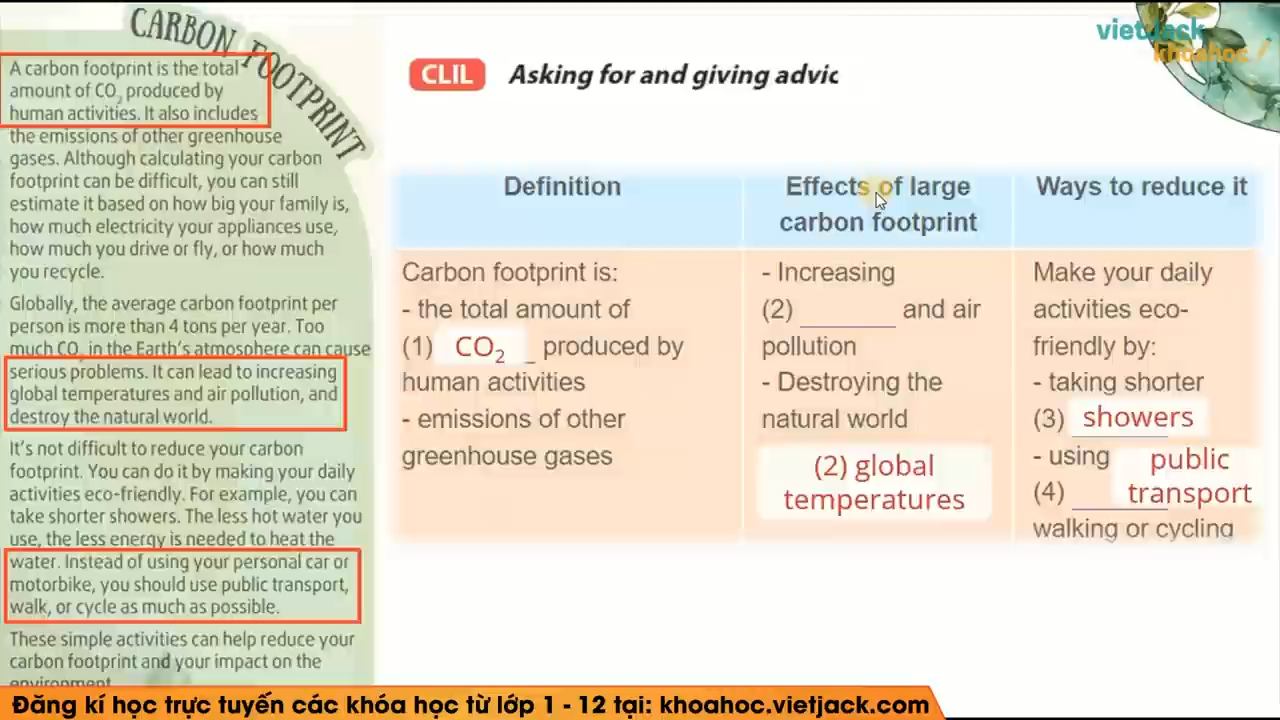 CARBON FOOTPRINT
A carbon footprint is the total
amount of CO₂ produced by
human activities. It also includes
the emissions of other greenhouse
gases. Although calculating your carbon
footprint can be difficult, you can still
estimate it based on how big your family is,
how much electricity your appliances use,
how much you drive or fly, or how much
you recycle.
Globally, the average carbon footprint per
person is more than 4 tons per year. Too
much CO₂ in the Earth's atmosphere can cause
serious problems. It can lead to increasing
global temperatures and air pollution, and
destroy the natural world.
It's not difficult to reduce your carbon
footprint. You can do it by making your daily
activities eco-friendly. For example, you can
take shorter showers. The less hot water you
use, the less energy is needed to heat the
water. Instead of using your personal car or
motorbike, you should use public transport,
walk, or cycle as much as possible.
These simple activities can help reduce your
carbon footprint and your impact on the
environment
vietjack
khoahoc
CLIL Asking for and giving advic
Definition
Carbon footprint is:
- the total amount of
(1) CO₂ _ produced by
human activities
- emissions of other
greenhouse gases
Effects of large
carbon footprint
- Increasing
(2) _______ and air
pollution
- Destroying the
natural world
(2) global
temperatures
Ways to reduce it
Make your daily
activities eco-
friendly by:
- taking shorter
(3) showers
- using public
(4) ____ transport
walking or cycling
Đăng kí học trực tuyến các khóa học từ lớp 1 - 12 tại: khoahoc.vietjack.com